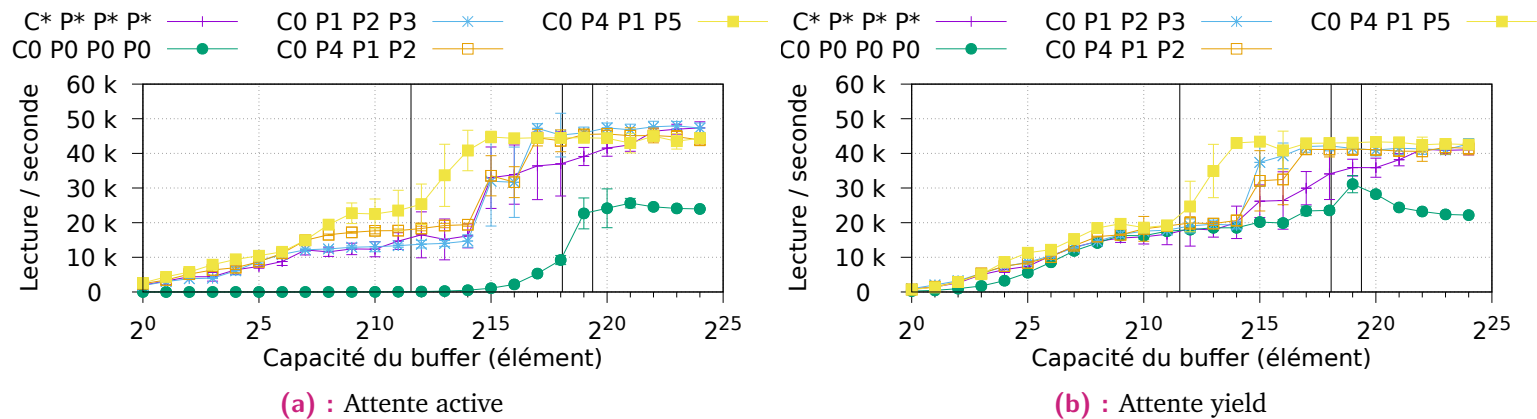 C* P* P* P*
C0 P1 P2 P3
C0 P4 P1 P5
C0 P0 P0 P0
C0 P4 P1 P2
60 k
50 k
40 k
30 k
20 k
10 k
0
Lecture / seconde
2^0
2^5
2^10
2^15
2^20
2^25
Capacité du buffer (élément)
(a) : Attente active
C* P* P* P*
C0 P1 P2 P3
C0 P4 P1 P5
C0 P0 P0 P0
C0 P4 P1 P2
60 k
50 k
40 k
30 k
20 k
10 k
0
Lecture / seconde
2^0
2^5
2^10
2^15
2^20
2^25
Capacité du buffer (élément)
(b) : Attente yield